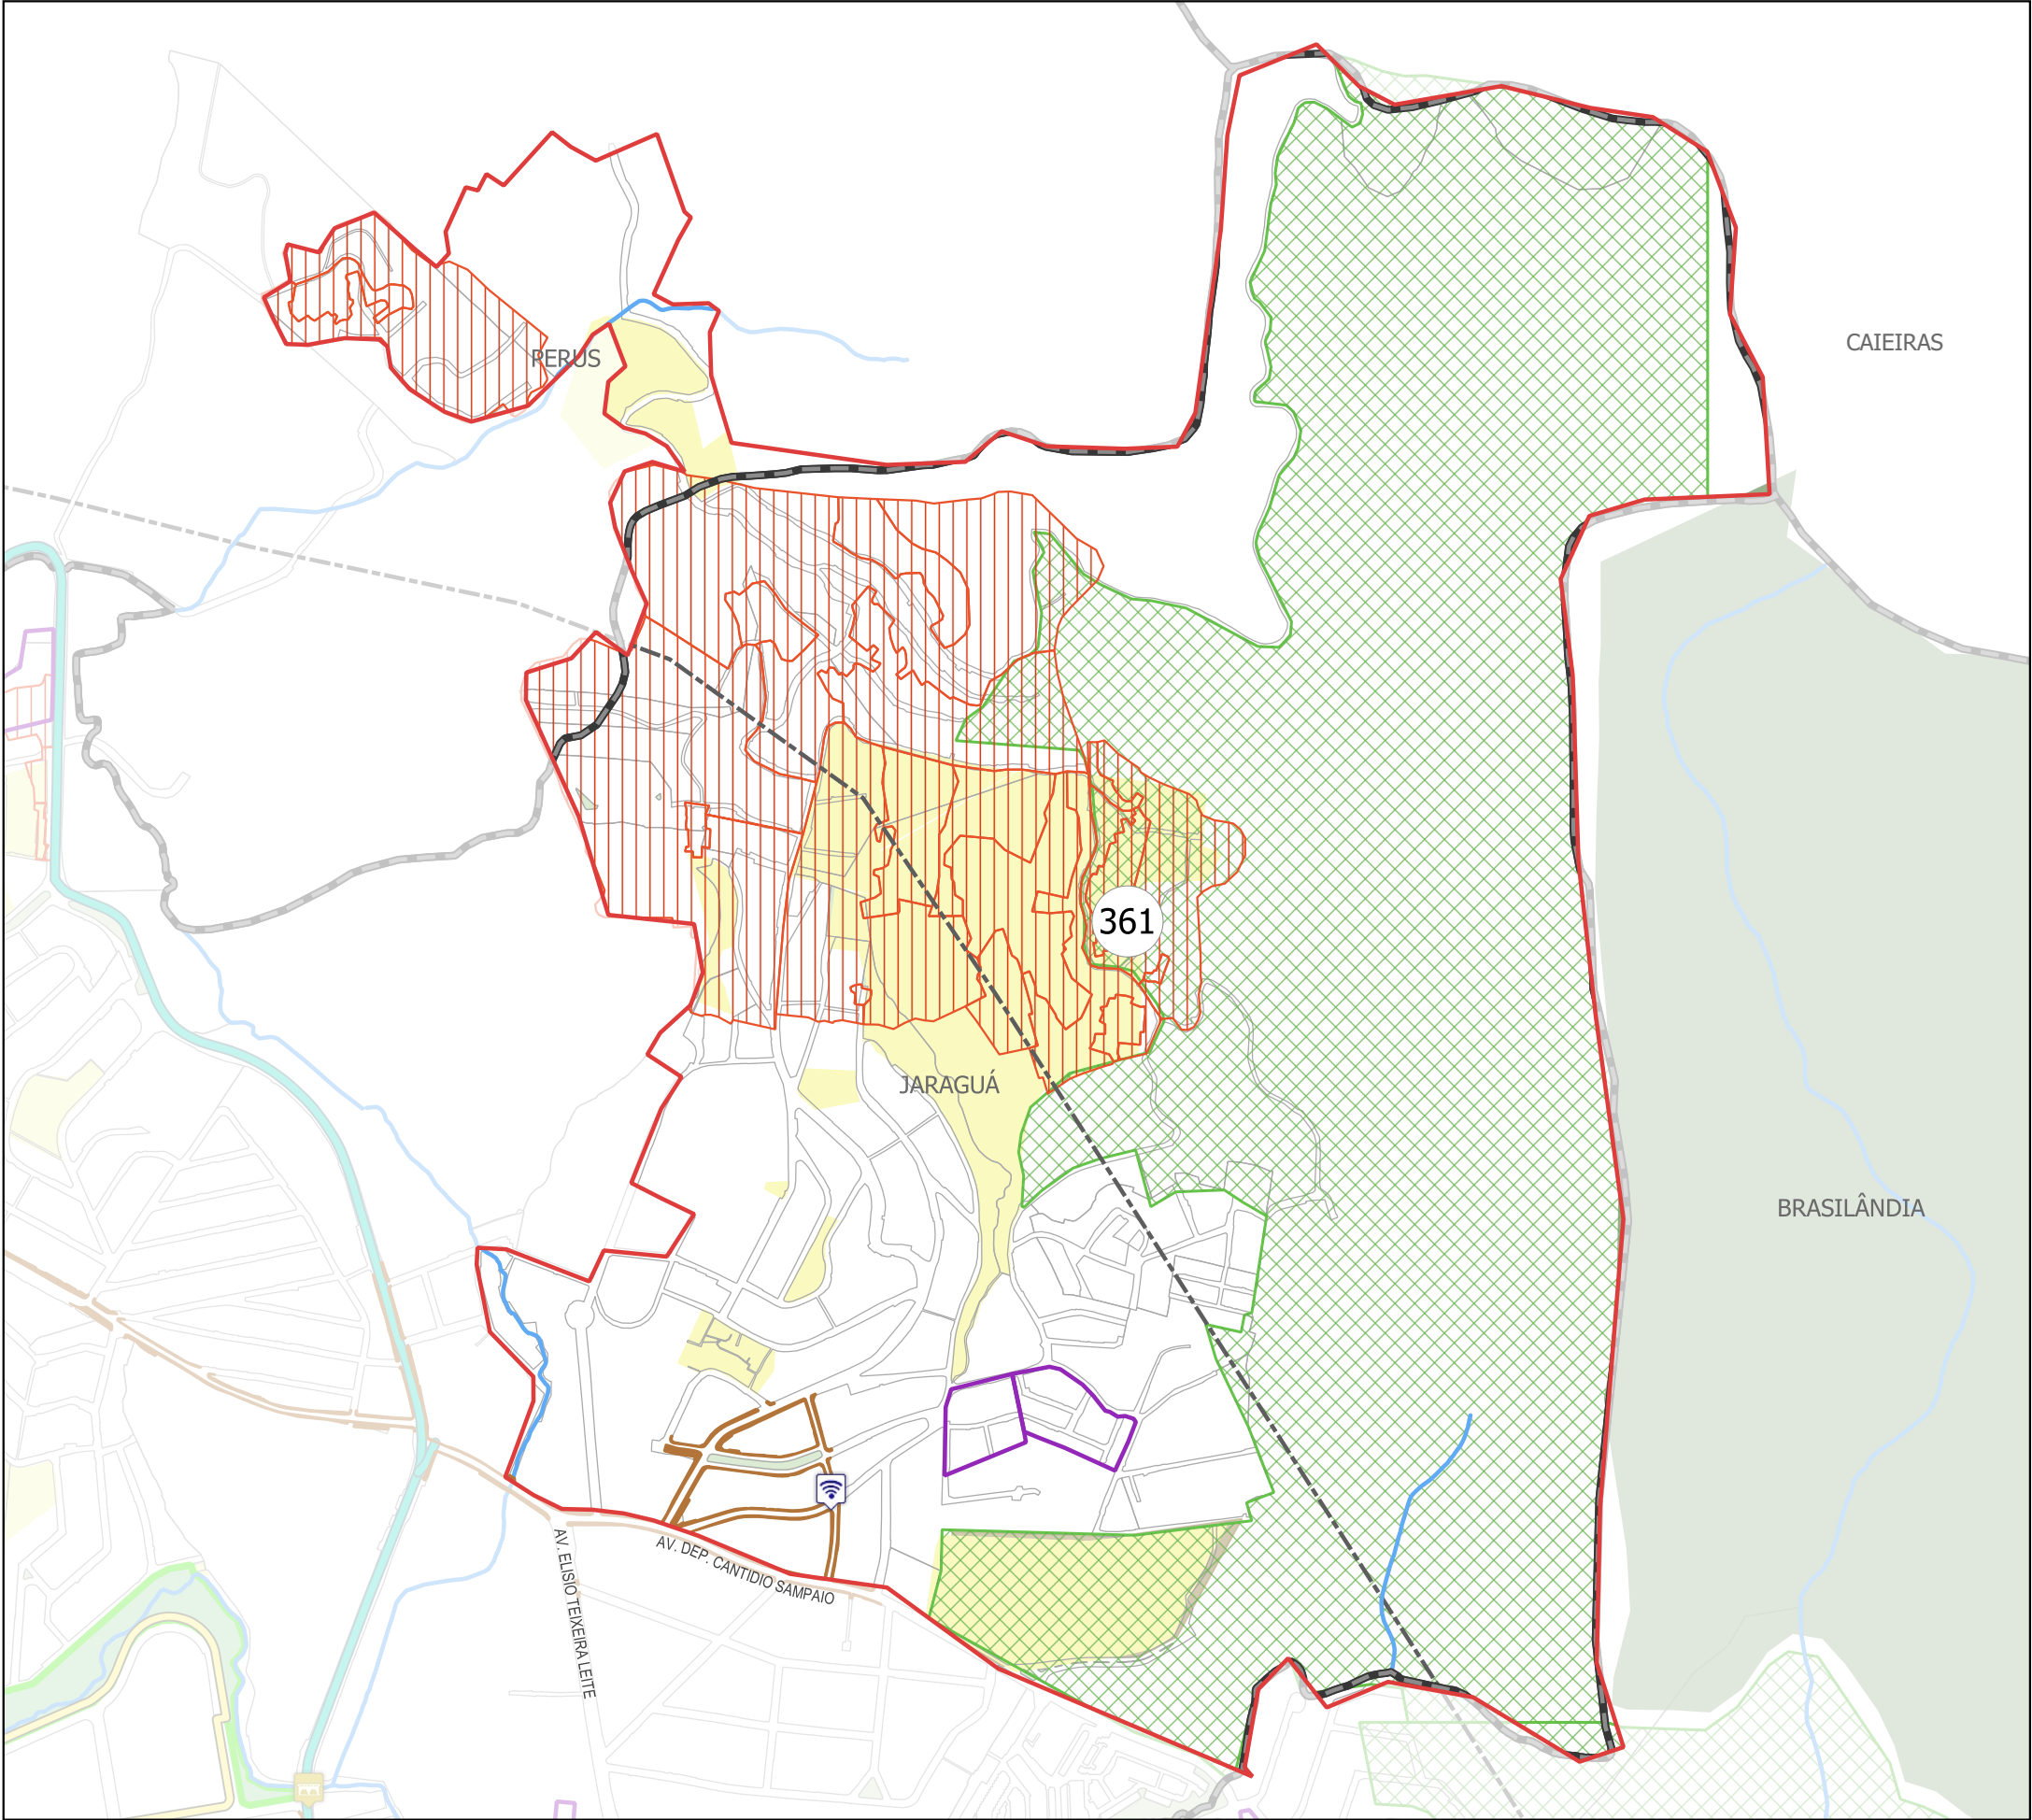 CAIEIRAS
PERUS
361
JARAGUÁ
BRASILÂNDIA
AV. DEP. CANTIDIO SAMPAIO
AV. ELISIO TEIXEIRA LEITE